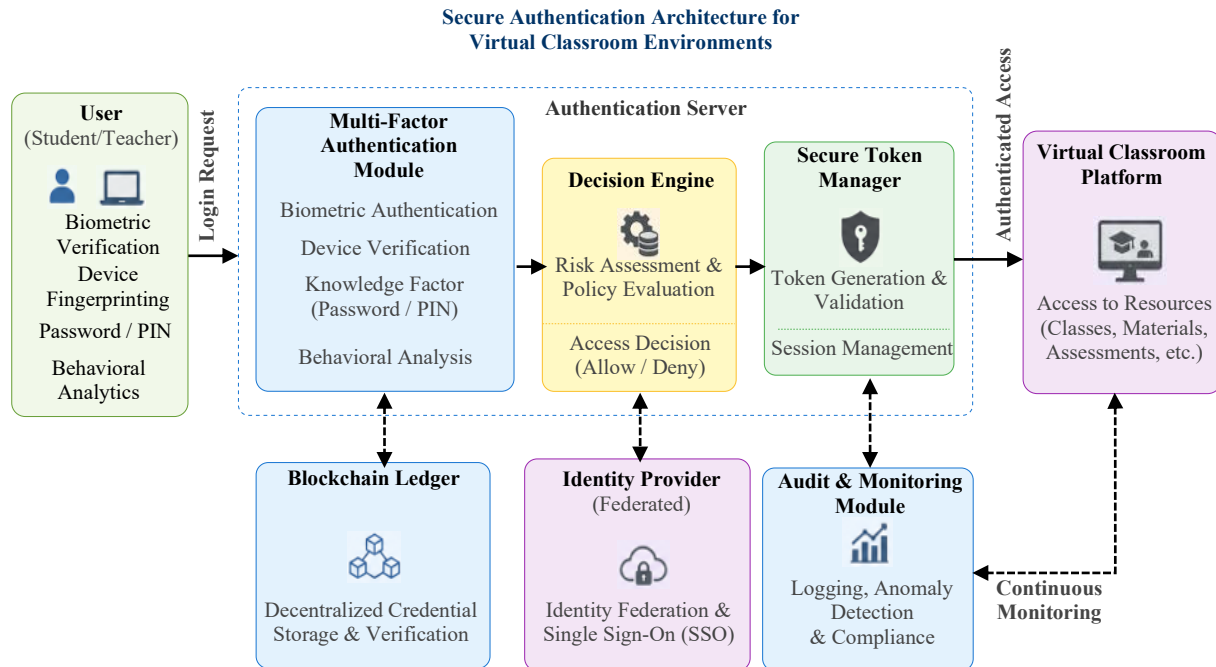 Secure Authentication Architecture for
Virtual Classroom Environments
User
(Student/Teacher)
Biometric
Verification
Device
Fingerprinting
Password / PIN
Behavioral
Analytics
Login Request
Authentication Server
Multi-Factor
Authentication
Module
Biometric Authentication
Device Verification
Knowledge Factor
(Password / PIN)
Behavioral Analysis
Decision Engine
Risk Assessment &
Policy Evaluation
Access Decision
(Allow / Deny)
Secure Token
Manager
Token Generation &
Validation
Session Management
Authenticated Access
Virtual Classroom
Platform
Access to Resources
(Classes, Materials,
Assessments, etc.)
Blockchain Ledger
Decentralized Credential
Storage & Verification
Identity Provider
(Federated)
Identity Federation &
Single Sign-On (SSO)
Audit & Monitoring
Module
Logging, Anomaly
Detection
& Compliance
Continuous
Monitoring